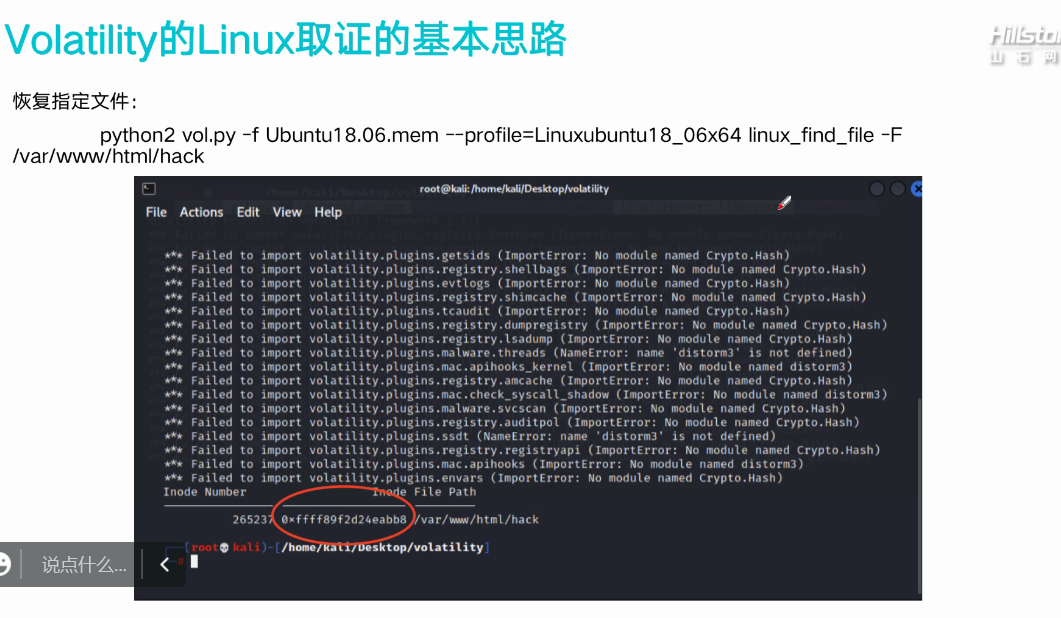 Volatility的Linux取证的基本思路
Hillsto
山石网
恢复指定文件：
python2 vol.py -f Ubuntu18.06.mem --profile=Linuxubuntu18_06x64 linux_find_file -F
/var/www/html/hack
root@kali: /home/kali/Desktop/volatility
File Actions Edit View Help
*** Failed to import volatility.plugins.getsids (ImportError: No module named Crypto.Hash)
*** Failed to import volatility.plugins.registry.shellbags (ImportError: No module named Crypto.Hash)
*** Failed to import volatility.plugins.evtlogs (ImportError: No module named Crypto.Hash)
*** Failed to import volatility.plugins.registry.shimcache (ImportError: No module named Crypto.Hash)
*** Failed to import volatility.plugins.tcaudit (ImportError: No module named Crypto.Hash)
*** Failed to import volatility.plugins.registry.dumpregistry (ImportError: No module named Crypto.Hash)
*** Failed to import volatility.plugins.registry.lsadump (ImportError: No module named Crypto.Hash)
*** Failed to import volatility.plugins.malware.threads (NameError: name 'distorm3' is not defined)
*** Failed to import volatility.plugins.mac.apihooks_kernel (ImportError: No module named distorm3)
*** Failed to import volatility.plugins.registry.amcache (ImportError: No module named Crypto.Hash)
*** Failed to import volatility.plugins.mac.check_syscall_shadow (ImportError: No module named distorm3)
*** Failed to import volatility.plugins.malware.svcscan (ImportError: No module named Crypto.Hash)
*** Failed to import volatility.plugins.registry.auditpol (ImportError: No module named Crypto.Hash)
*** Failed to import volatility.plugins.ssdt (NameError: name 'distorm3' is not defined)
*** Failed to import volatility.plugins.registry.registryapi (ImportError: No module named Crypto.Hash)
*** Failed to import volatility.plugins.mac.apihooks (ImportError: No module named distorm3)
*** Failed to import volatility.plugins.envars (ImportError: No module named Crypto.Hash)
Inode Number Inode File Path
265237 0×ffff89f2d24eabb8 /var/www/html/hack
(root kali)-[/home/kali/Desktop/volatility]
说点什么...
#